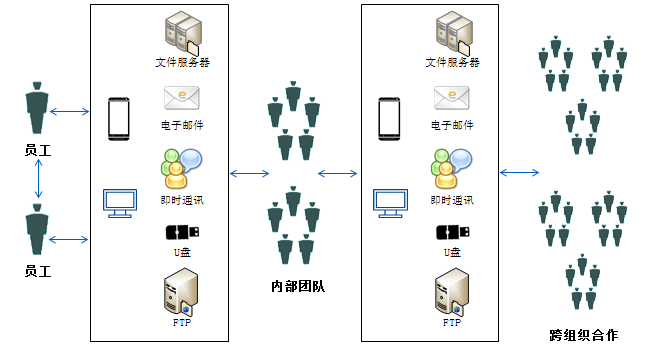 文件服务器
电子邮件
即时通讯
U盘
FTP
员工
员工
内部团队
文件服务器
电子邮件
即时通讯
U盘
FTP
跨组织合作